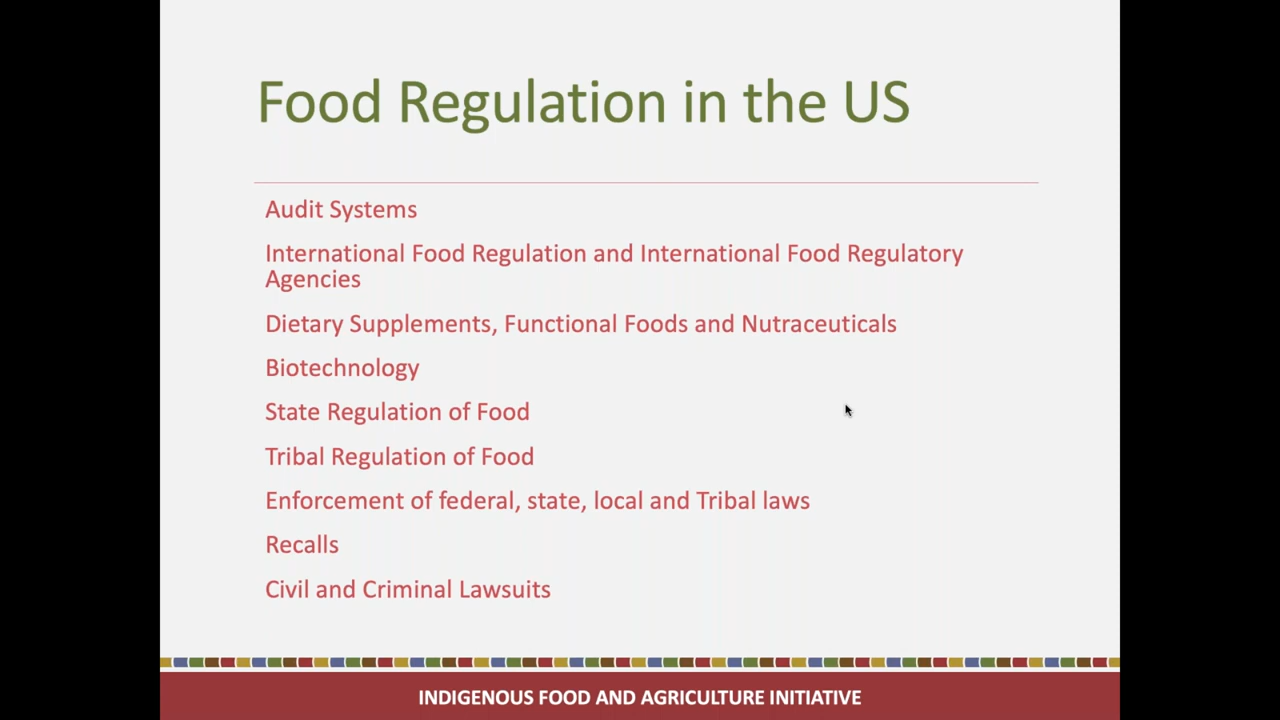 Food Regulation in the US
Audit Systems
International Food Regulation and International Food Regulatory
Agencies
Dietary Supplements, Functional Foods and Nutraceuticals
Biotechnology
State Regulation of Food
Tribal Regulation of Food
Enforcement of federal, state, local and Tribal laws
Recalls
Civil and Criminal Lawsuits
INDIGENOUS FOOD AND AGRICULTURE INITIATIVE